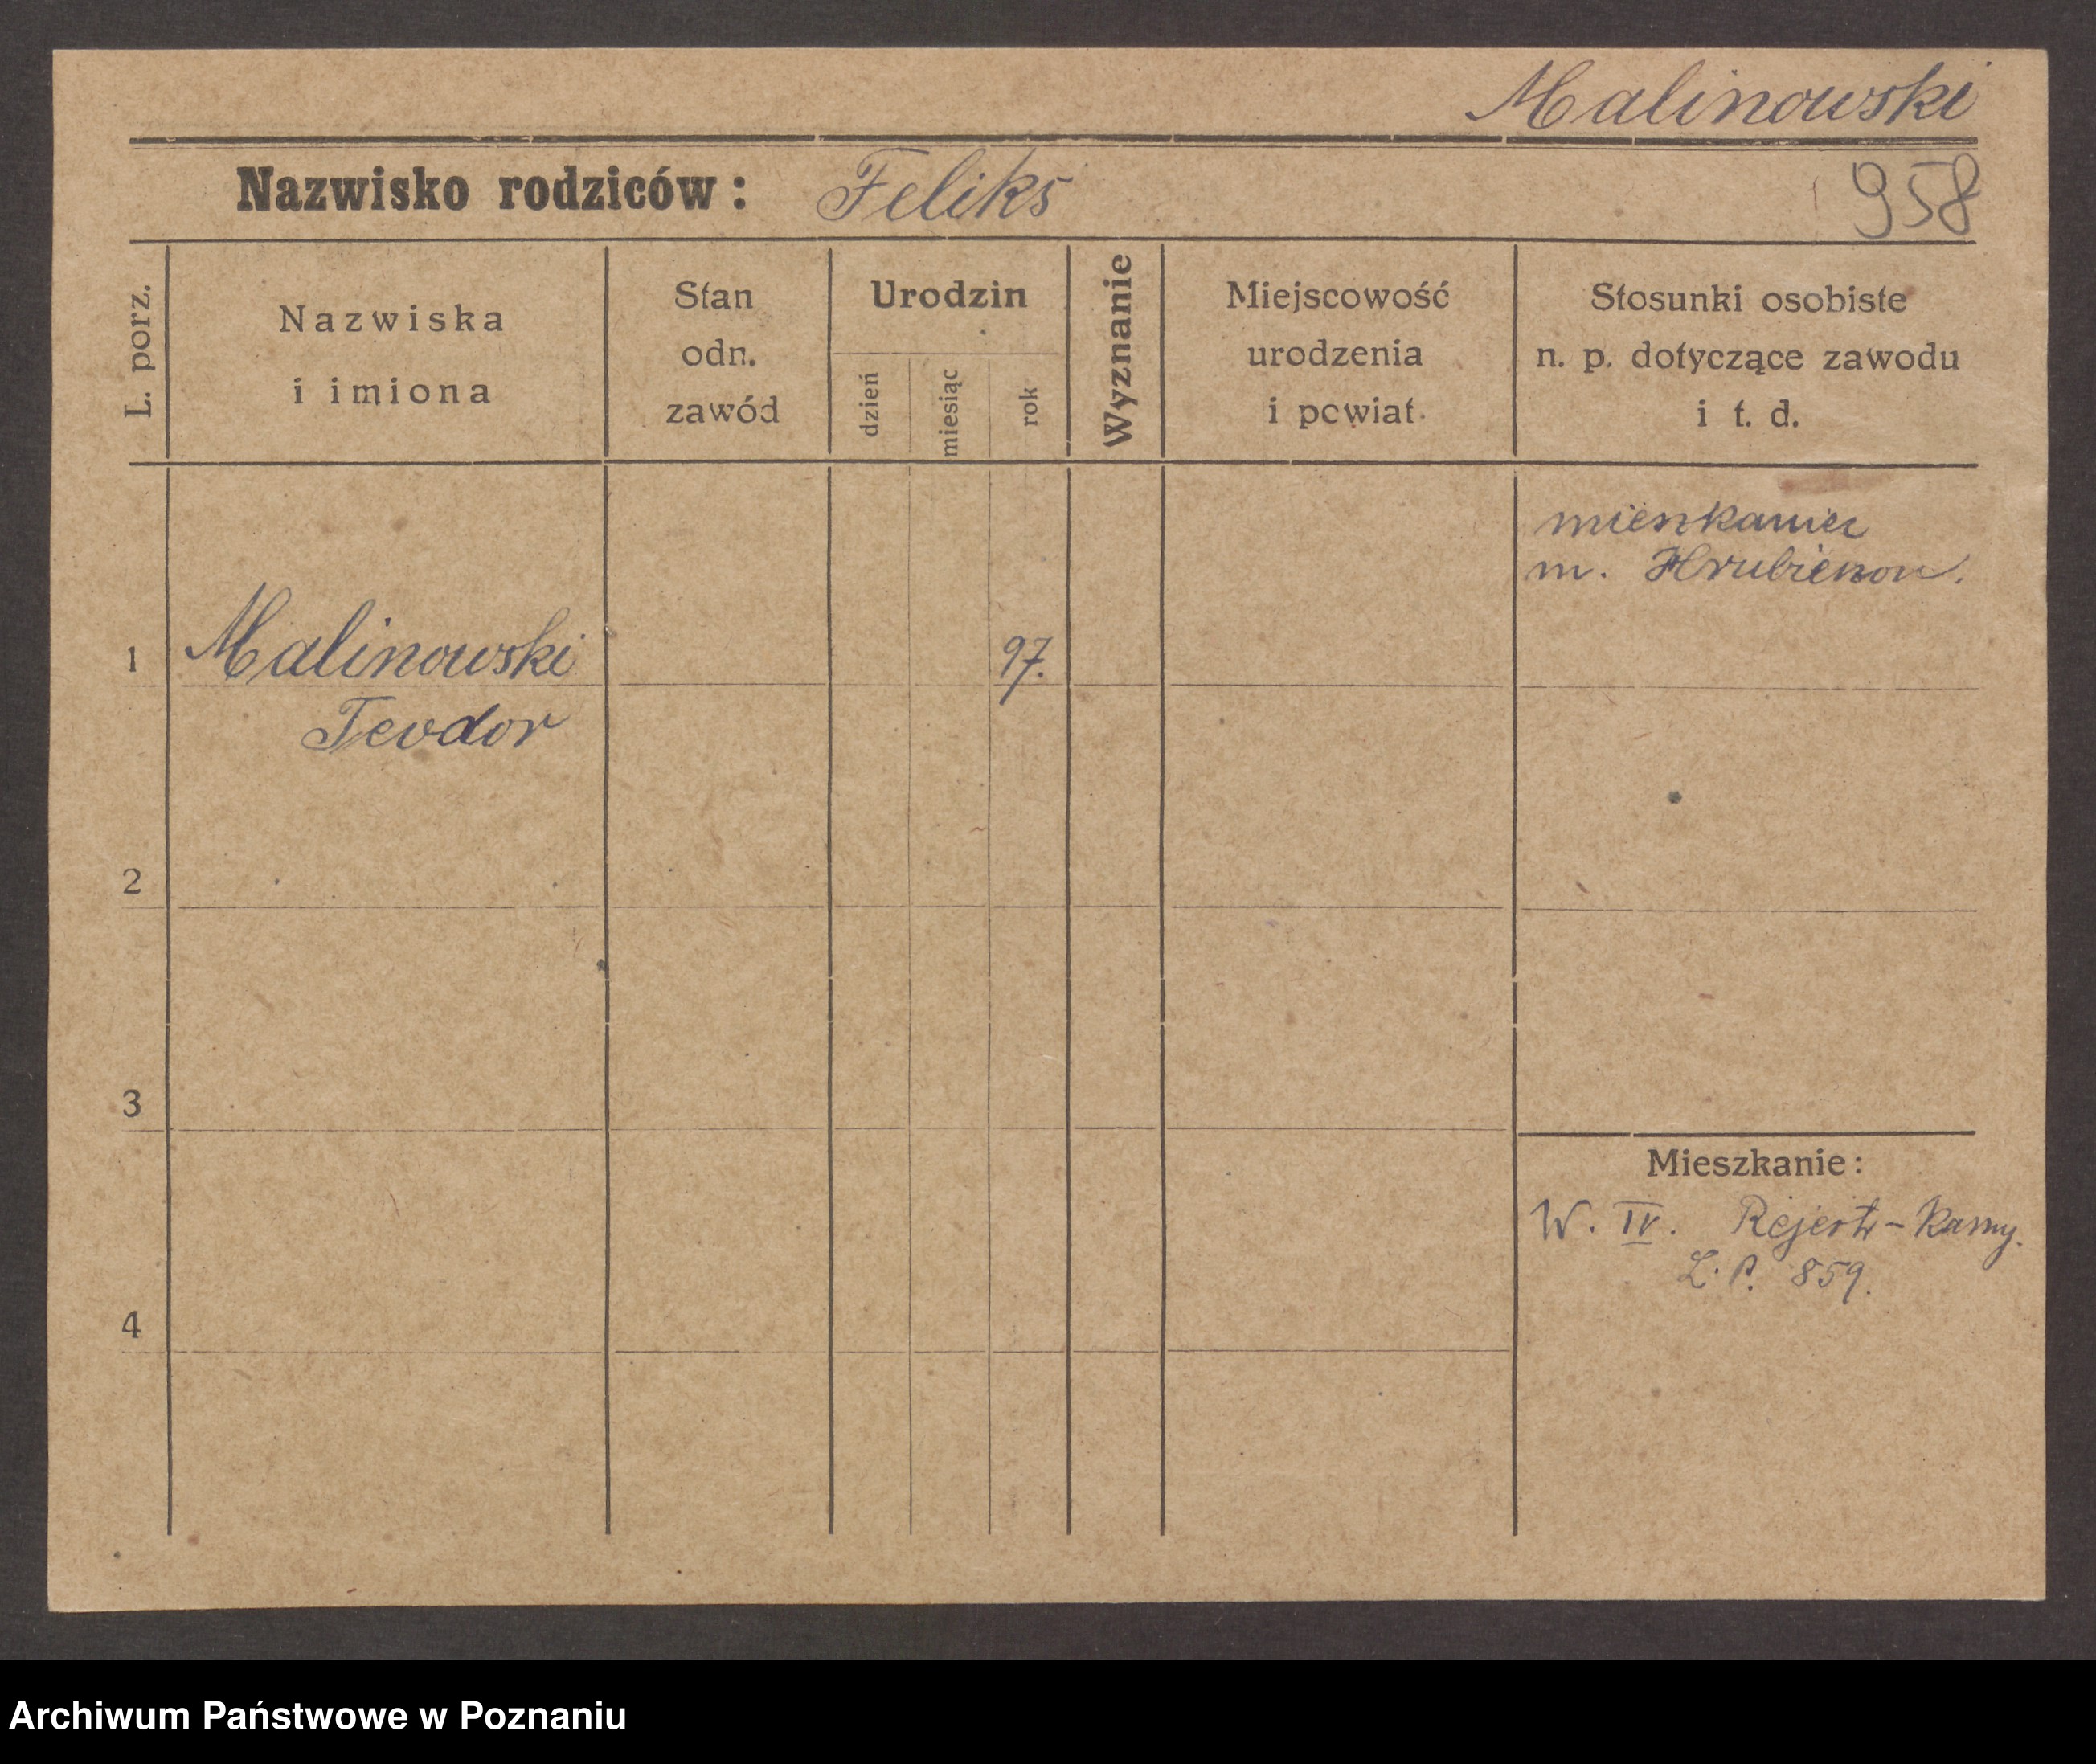 Malinowski
Nazwisko rodziców: Feliks 958
L. porz.
Nazwiska
i imiona
Stan
odn.
zawód
Urodzin
dzień
miesiąc
rok
Wyznanie
Miejscowość
urodzenia
i powiat
Stosunki osobiste
n. p. dotyczące zawodu
i t. d.
mieszkaniec
m. Hrubieszow.
1 Malinowski 97.
Teodor
2
3
Mieszkanie:
W. IV. Rejestr-Karny.
L.P. 859.
4
Archiwum Państwowe w Poznaniu